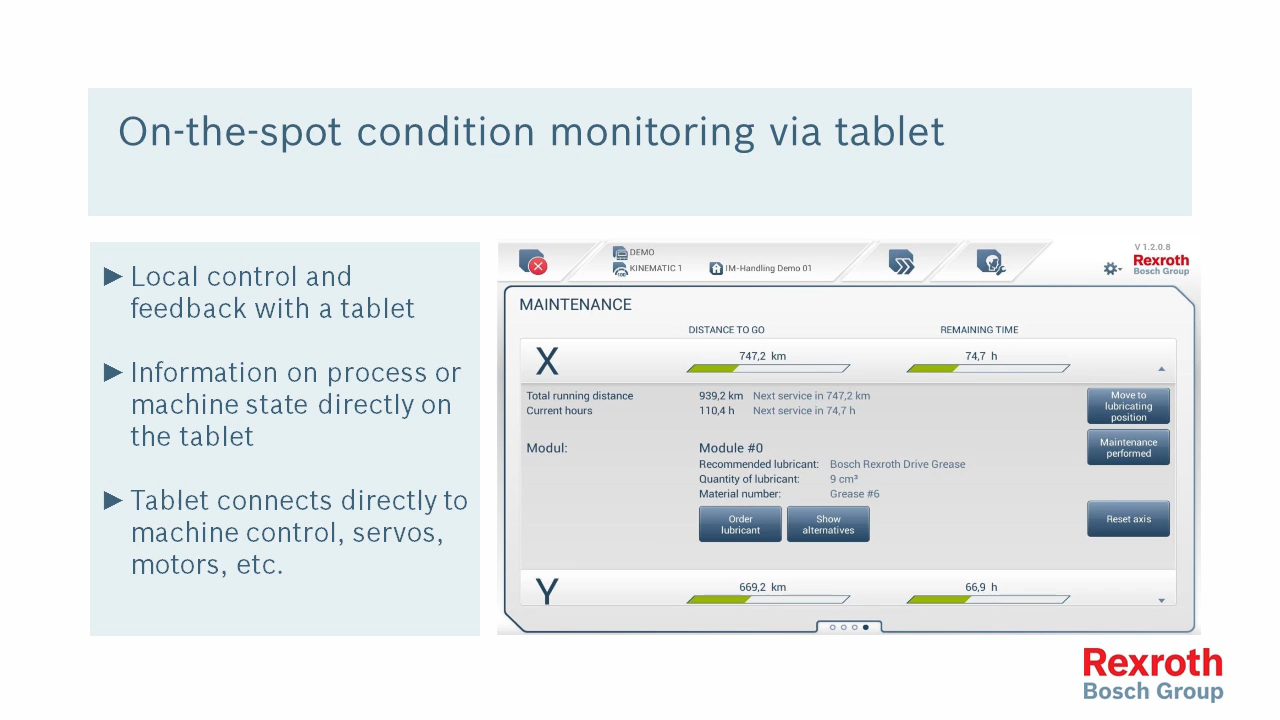 On-the-spot condition monitoring via tablet
► Local control and
feedback with a tablet
► Information on process or
machine state directly on
the tablet
► Tablet connects directly to
machine control, servos,
motors, etc.
DEMO
KINEMATIC 1
IM-Handling Demo 01
V 1.2.0.8
Rexroth
Bosch Group
MAINTENANCE
DISTANCE TO GO REMAINING TIME
X 747,2 km 74,7 h
Total running distance 939,2 km Next service in 747,2 km
Current hours 110,4 h Next service in 74,7 h
Move to
lubricating
position
Maintenance
performed
Modul: Module #0
Recommended lubricant: Bosch Rexroth Drive Grease
Quantity of lubricant: 9 cm³
Material number: Grease #6
Order
lubricant
Show
alternatives
Reset axis
Y 669,2 km 66,9 h
Rexroth
Bosch Group